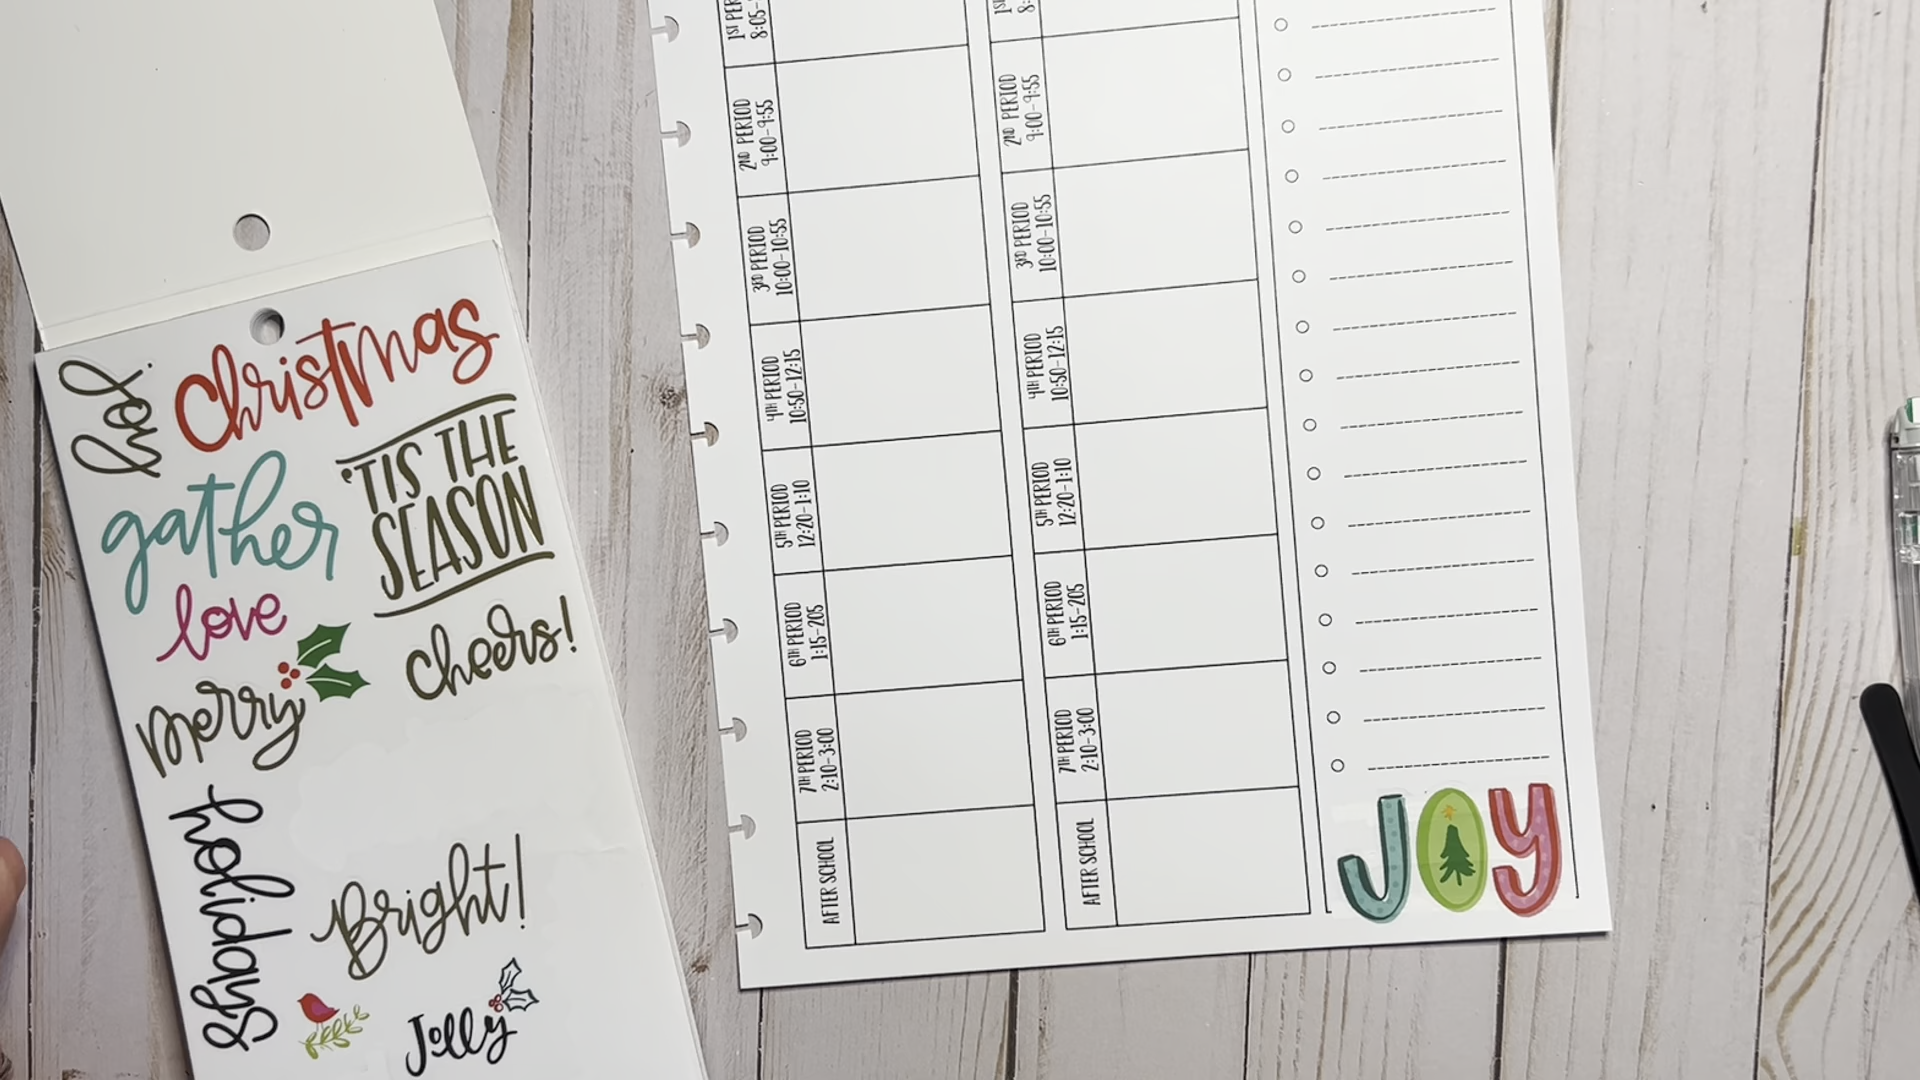 ho!
Christmas
gather
'TIS THE
SEASON
love
cheers!
merry
holidays
Bright!
Jolly
2ND PERIOD
9:00-9:55
3RD PERIOD
10:00-10:55
4TH PERIOD
10:50-12:15
5TH PERIOD
12:20-1:10
6TH PERIOD
1:15-205
7TH PERIOD
2:10-3:00
AFTER SCHOOL
2ND PERIOD
9:00-9:55
3RD PERIOD
10:00-10:55
4TH PERIOD
10:50-12:15
5TH PERIOD
12:20-1:10
6TH PERIOD
1:15-205
7TH PERIOD
2:10-3:00
AFTER SCHOOL
JOY